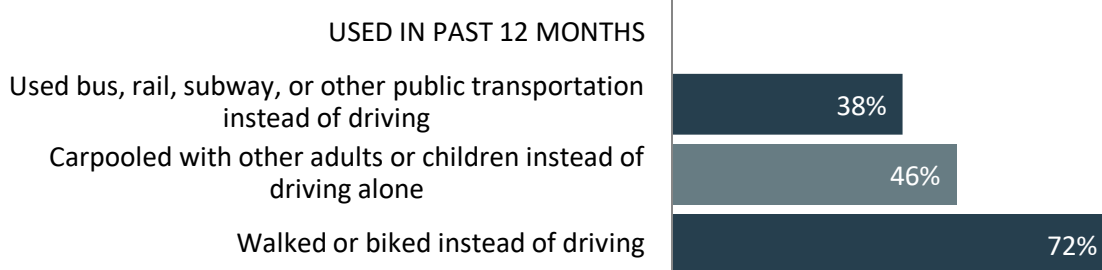 USED IN PAST 12 MONTHS
Used bus, rail, subway, or other public transportation
instead of driving
38%
Carpooled with other adults or children instead of
driving alone
46%
Walked or biked instead of driving
72%